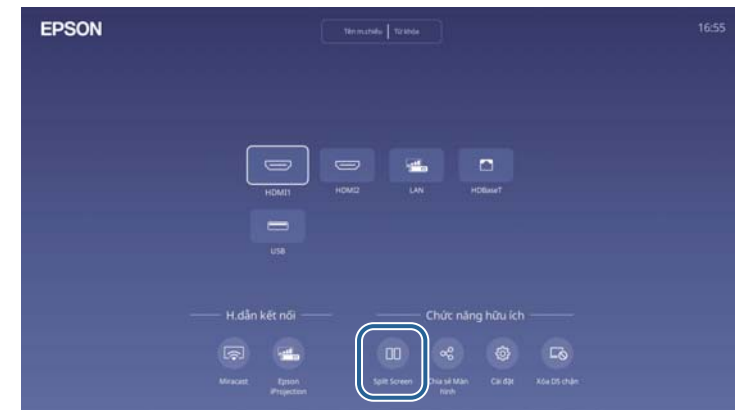 EPSON
Tên m.chiếu | Từ khóa
16:55
HDMI1
HDMI2
LAN
HDBaseT
USB
H.dẫn kết nối
Chức năng hữu ích
Miracast
Epson
iProjection
Split Screen
Chia sẻ Màn
hình
Cài đặt
Xóa DS chặn